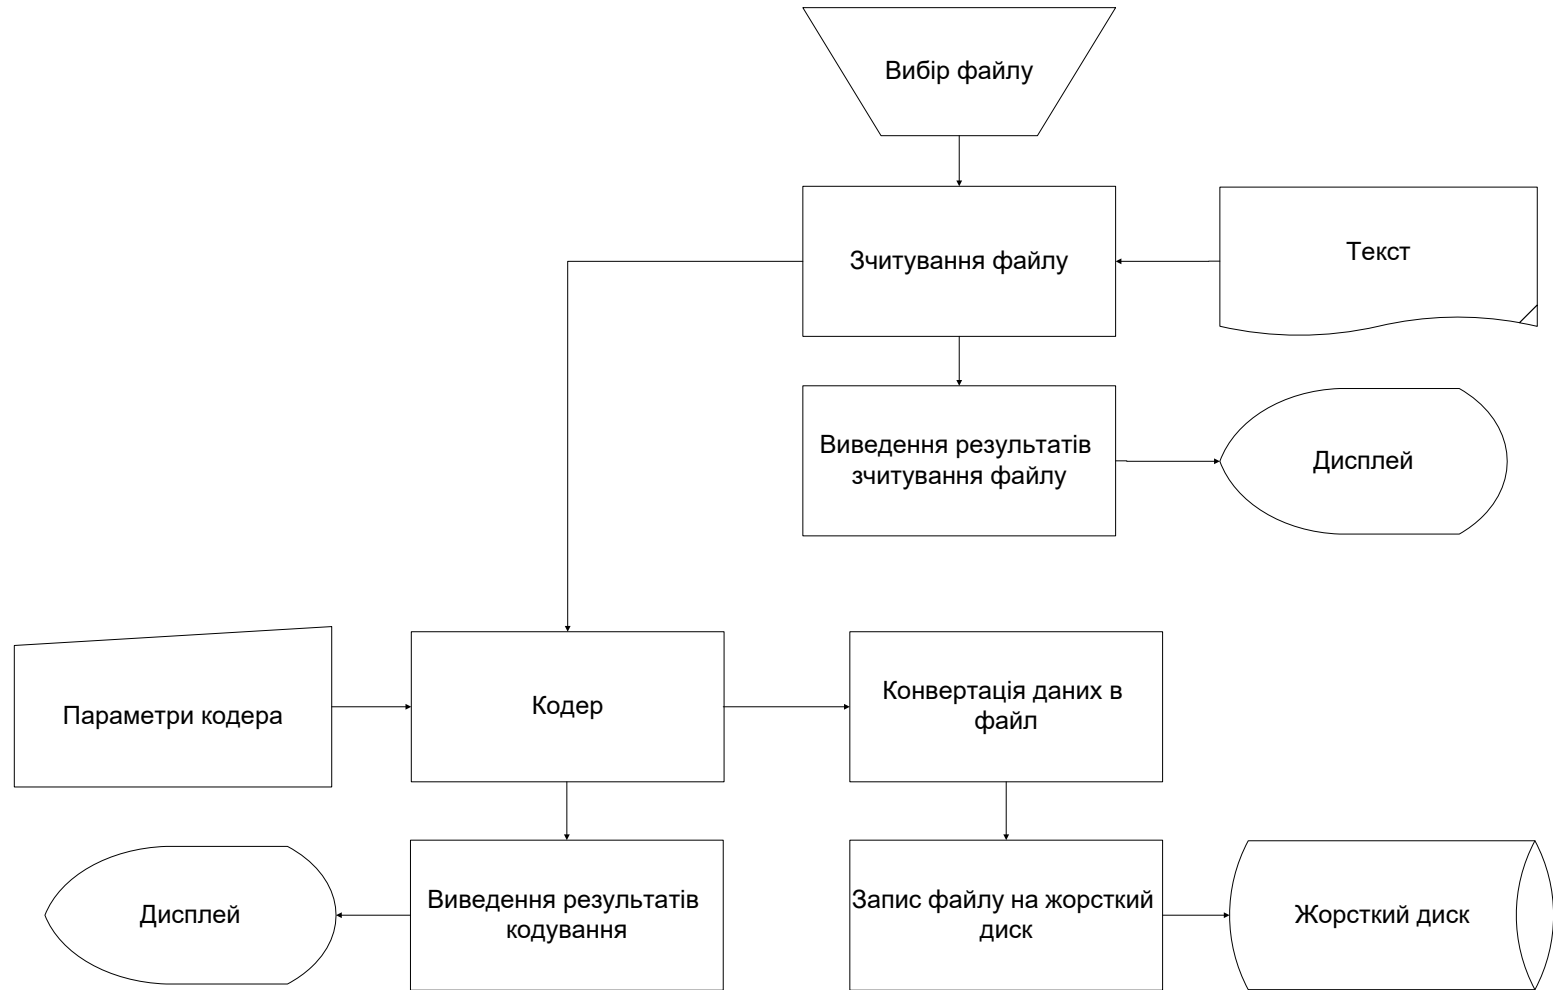 Вибір файлу
Зчитування файлу
Текст
Виведення результатів
зчитування файлу
Дисплей
Параметри кодера
Кодер
Конвертація даних в
файл
Дисплей
Виведення результатів
кодування
Запис файлу на жорсткий
диск
Жорсткий диск